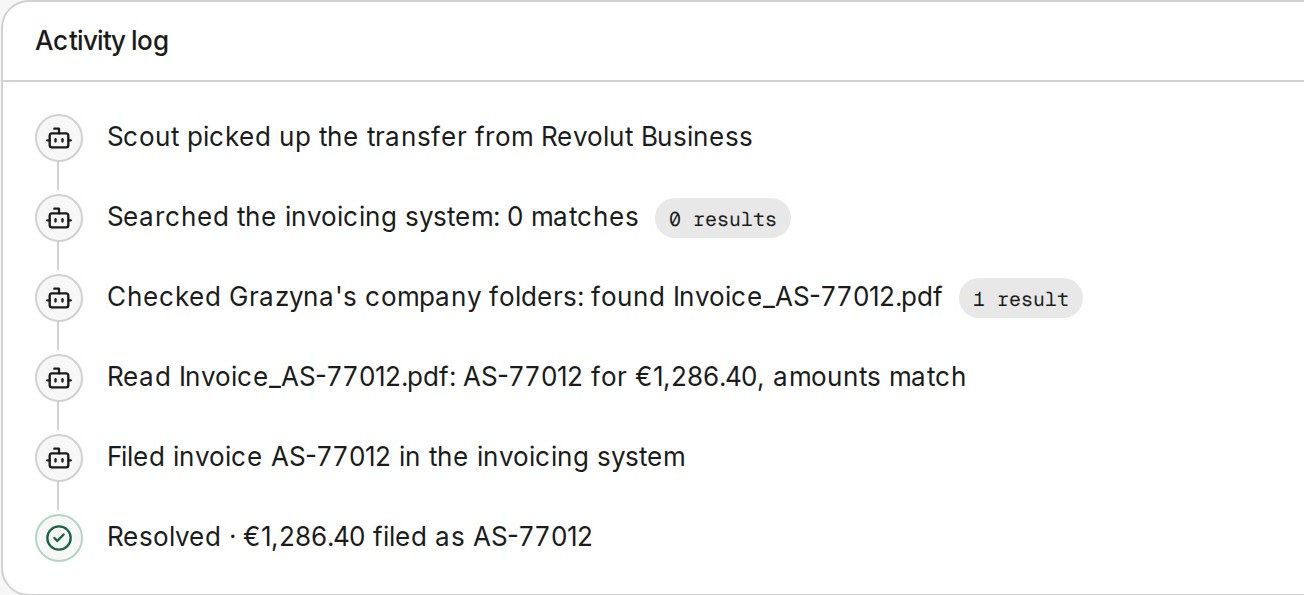 Activity log
Scout picked up the transfer from Revolut Business
Searched the invoicing system: 0 matches 0 results
Checked Grazyna's company folders: found Invoice_AS-77012.pdf 1 result
Read Invoice_AS-77012.pdf: AS-77012 for €1,286.40, amounts match
Filed invoice AS-77012 in the invoicing system
Resolved · €1,286.40 filed as AS-77012